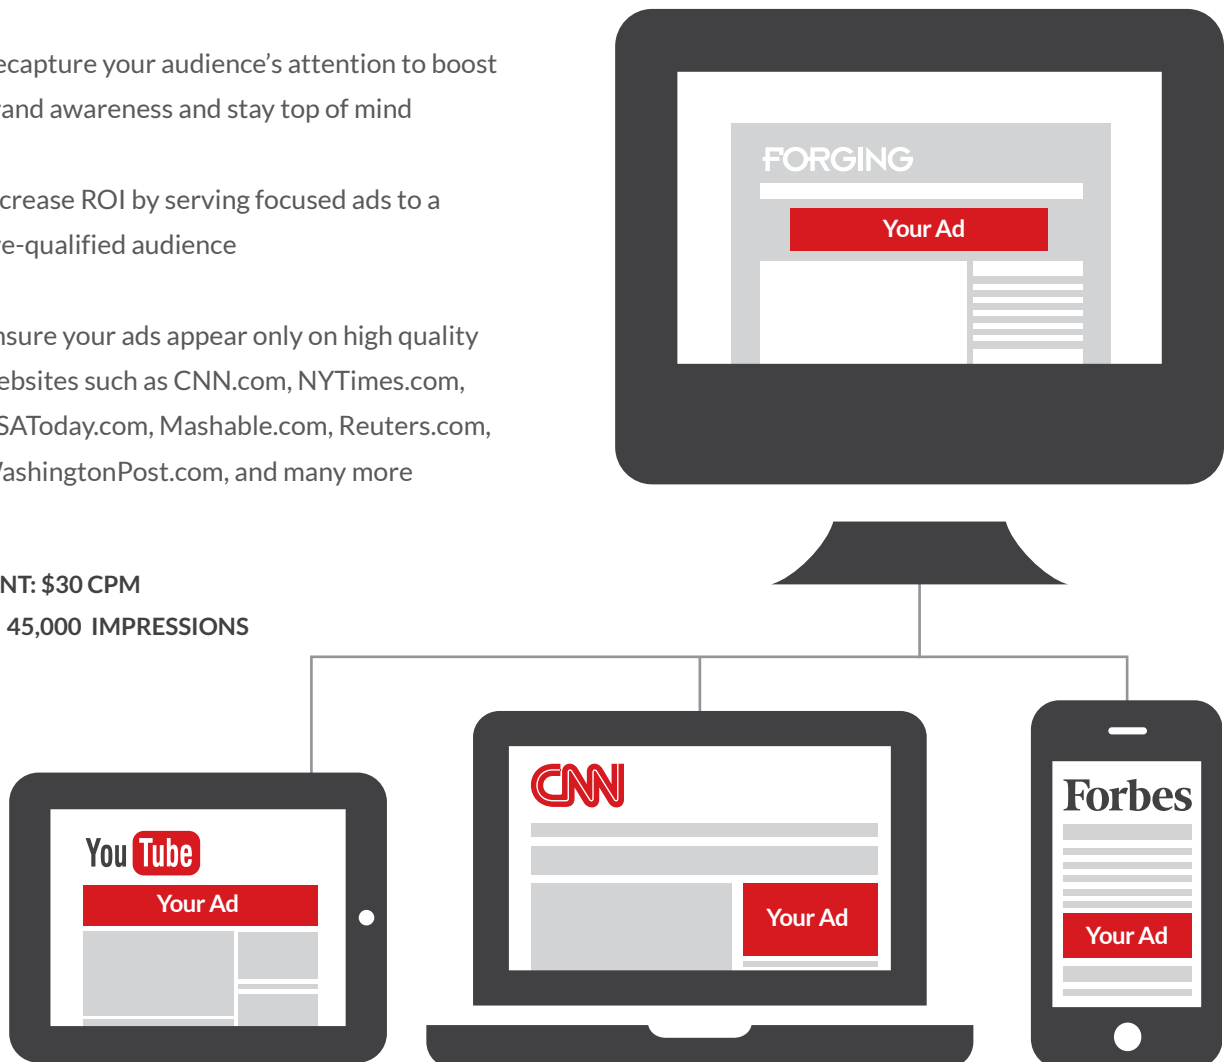 ecapture your audience's attention to boost
rand awareness and stay top of mind
crease ROI by serving focused ads to a
re-qualified audience
nsure your ads appear only on high quality
ebsites such as CNN.com, NYTimes.com,
SAToday.com, Mashable.com, Reuters.com,
WashingtonPost.com, and many more
NT: $30 CPM
45,000 IMPRESSIONS
FORGING
Your Ad
YouTube
Your Ad
CNN
Your Ad
Forbes
Your Ad